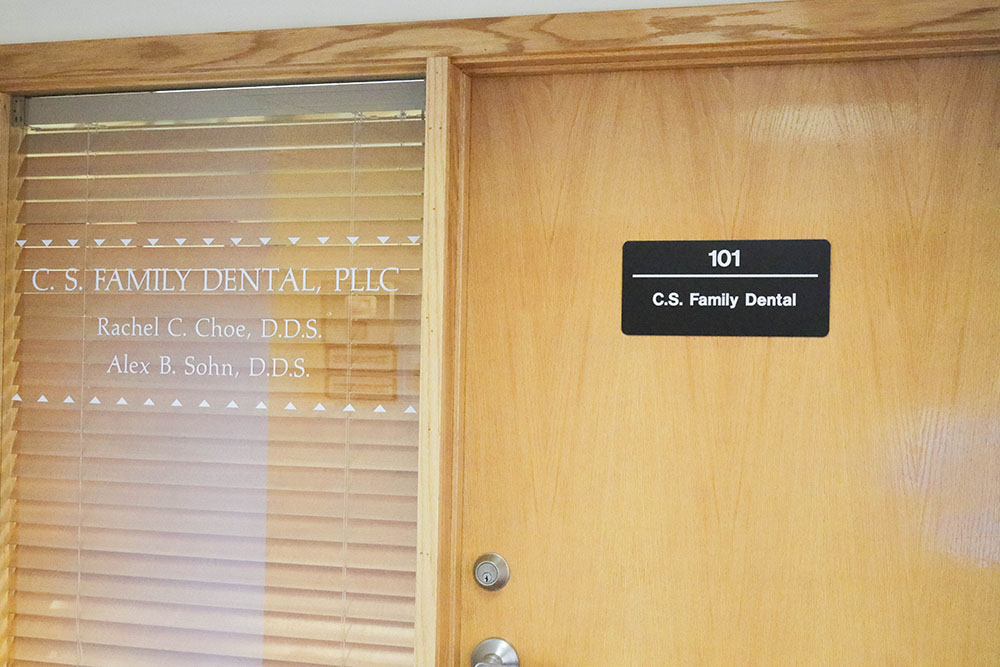 C. S. FAMILY DENTAL, PLLC
Rachel C. Choe, D.D.S.
Alex B. Sohn, D.D.S.
101
C.S. Family Dental